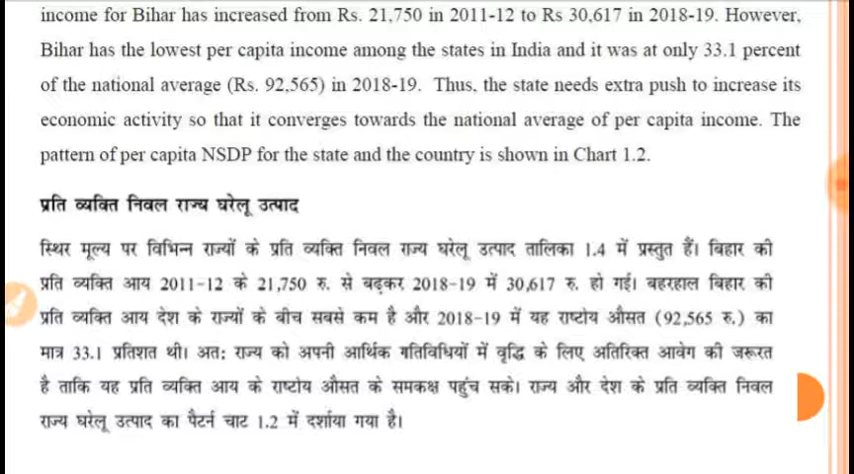 income for Bihar has increased from Rs. 21,750 in 2011-12 to Rs 30,617 in 2018-19. However,
Bihar has the lowest per capita income among the states in India and it was at only 33.1 percent
of the national average (Rs. 92,565) in 2018-19. Thus, the state needs extra push to increase its
economic activity so that it converges towards the national average of per capita income. The
pattern of per capita NSDP for the state and the country is shown in Chart 1.2.
प्रति व्यक्ति निवल राज्य घरेलू उत्पाद
स्थिर मूल्य पर विभिन्न राज्यों के प्रति व्यक्ति निवल राज्य घरेलू उत्पाद तालिका 1.4 में प्रस्तुत हैं। बिहार की
प्रति व्यक्ति आय 2011-12 के 21,750 रु. से बढ़कर 2018-19 में 30,617 रु. हो गई। बहरहाल बिहार की
प्रति व्यक्ति आय देश के राज्यों के बीच सबसे कम है और 2018-19 में यह राष्टोय औसत (92,565 रु.) का
मात्र 33.1 प्रतिशत थी। अत: राज्य को अपनी आर्थिक गतिविधियों में वृद्धि के लिए अतिरिक्त आवेग की जरूरत
है ताकि यह प्रति व्यक्ति आय के राष्टोय औसत के समकक्ष पहुंच सके। राज्य और देश के प्रति व्यक्ति निवल
राज्य घरेलू उत्पाद का पैटर्न चाट 1.2 में दर्शाया गया है।